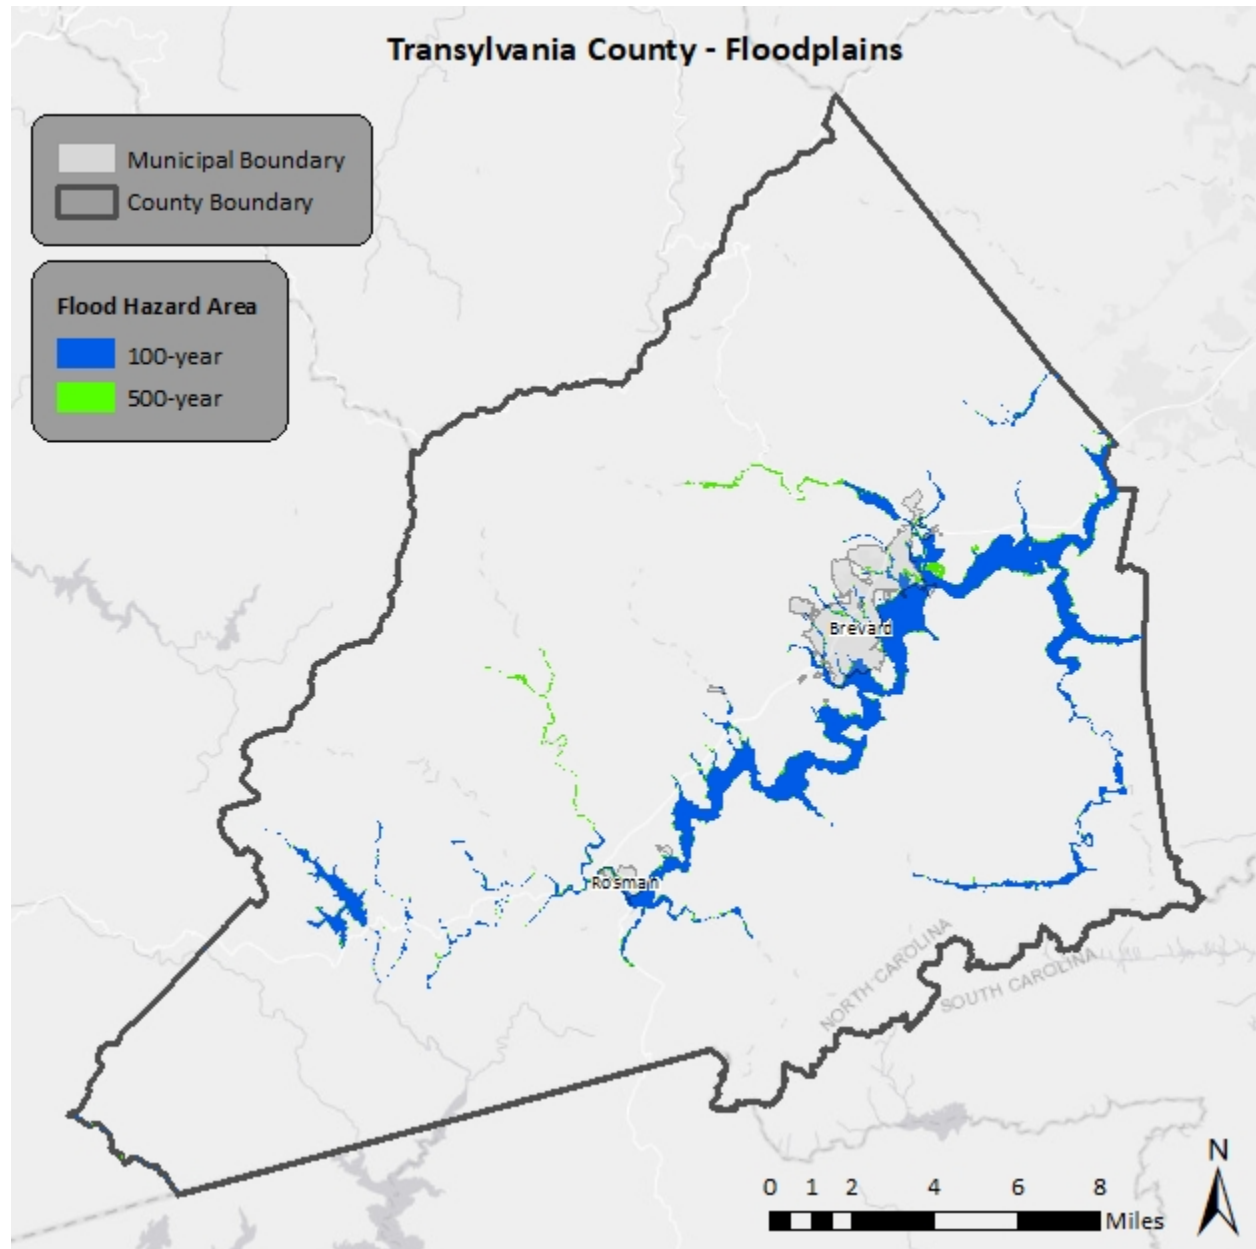 Transylvania County - Floodplains
Municipal Boundary
County Boundary
Flood Hazard Area
100-year
500-year
Brevard
Rosman
NORTH CAROLINA
SOUTH CAROLINA
N
0 1 2 4 6 8
Miles